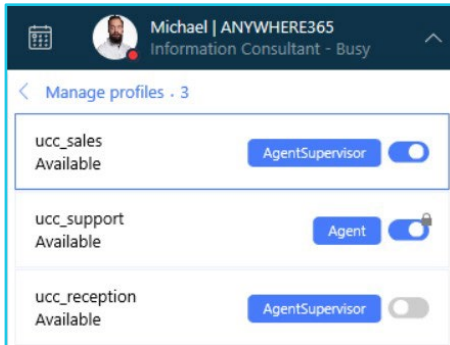 Michael | ANYWHERE365
Information Consultant - Busy
Manage profiles . 3
ucc_sales
Available
AgentSupervisor
ucc_support
Available
Agent
ucc_reception
Available
AgentSupervisor